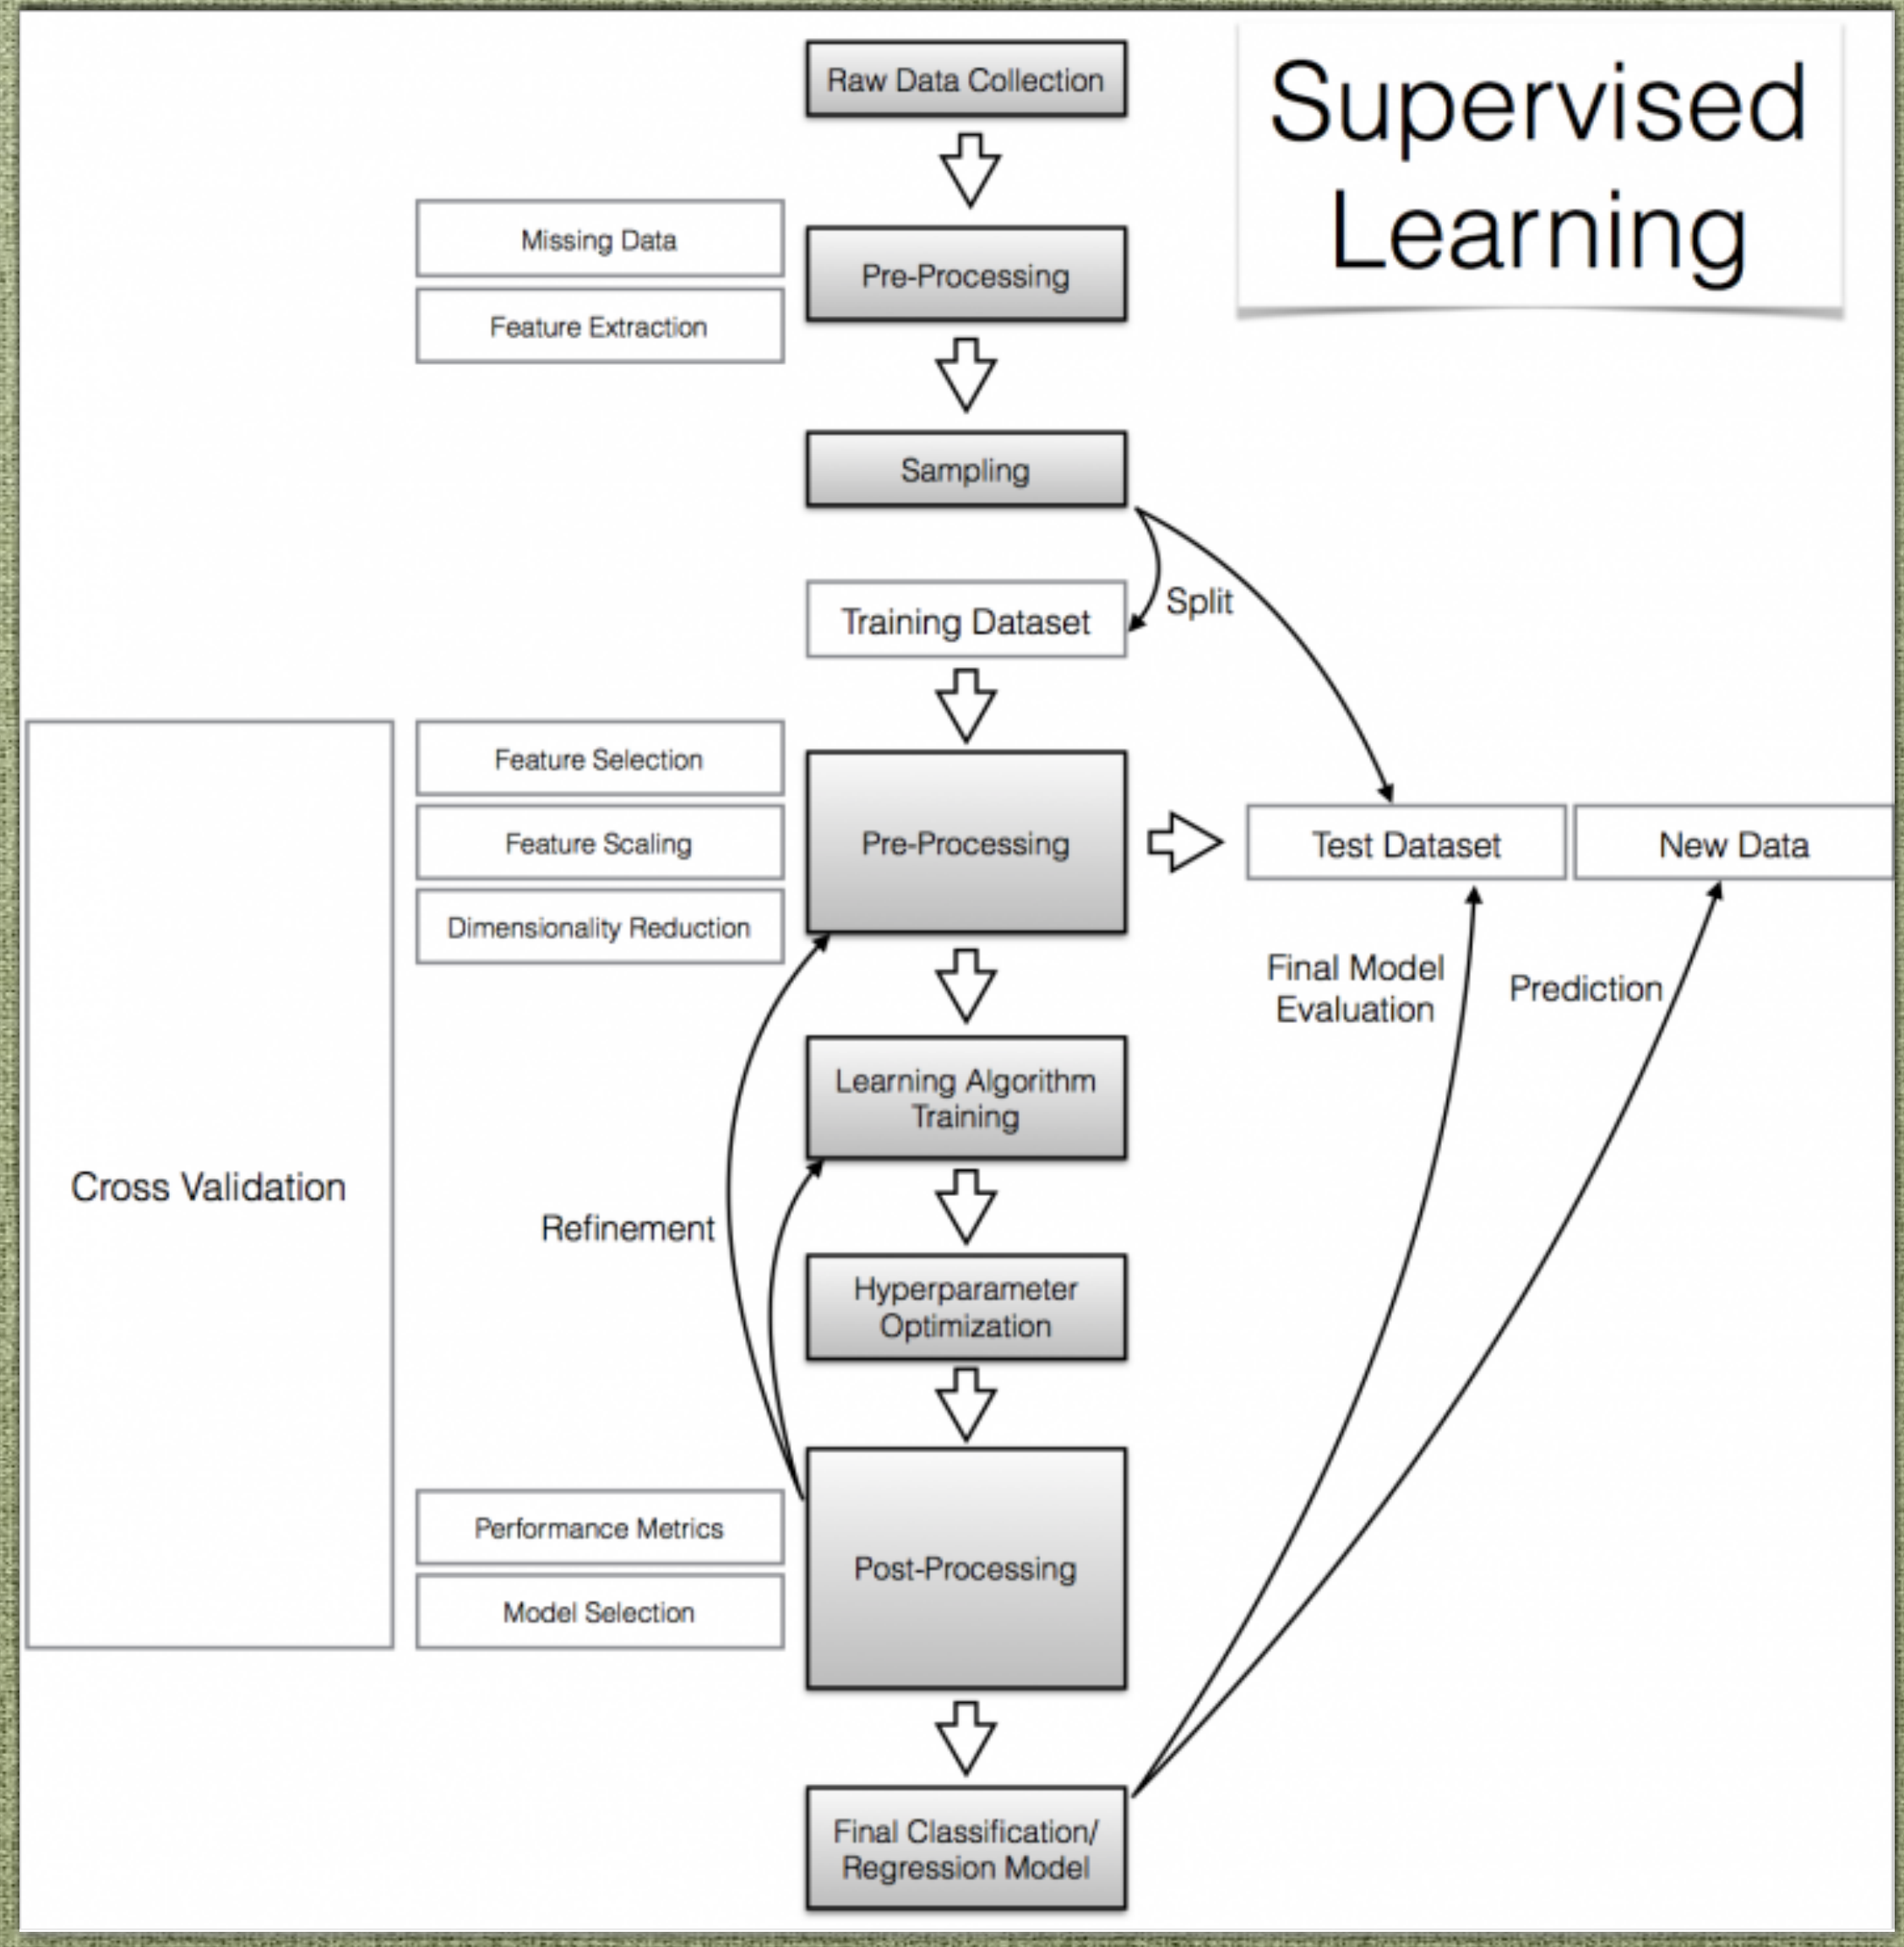 Supervised
Learning
Raw Data Collection
Missing Data
Feature Extraction
Pre-Processing
Sampling
Split
Training Dataset
Cross Validation
Feature Selection
Feature Scaling
Dimensionality Reduction
Pre-Processing
Test Dataset
New Data
Final Model
Evaluation
Prediction
Learning Algorithm
Training
Refinement
Hyperparameter
Optimization
Performance Metrics
Model Selection
Post-Processing
Final Classification/
Regression Model